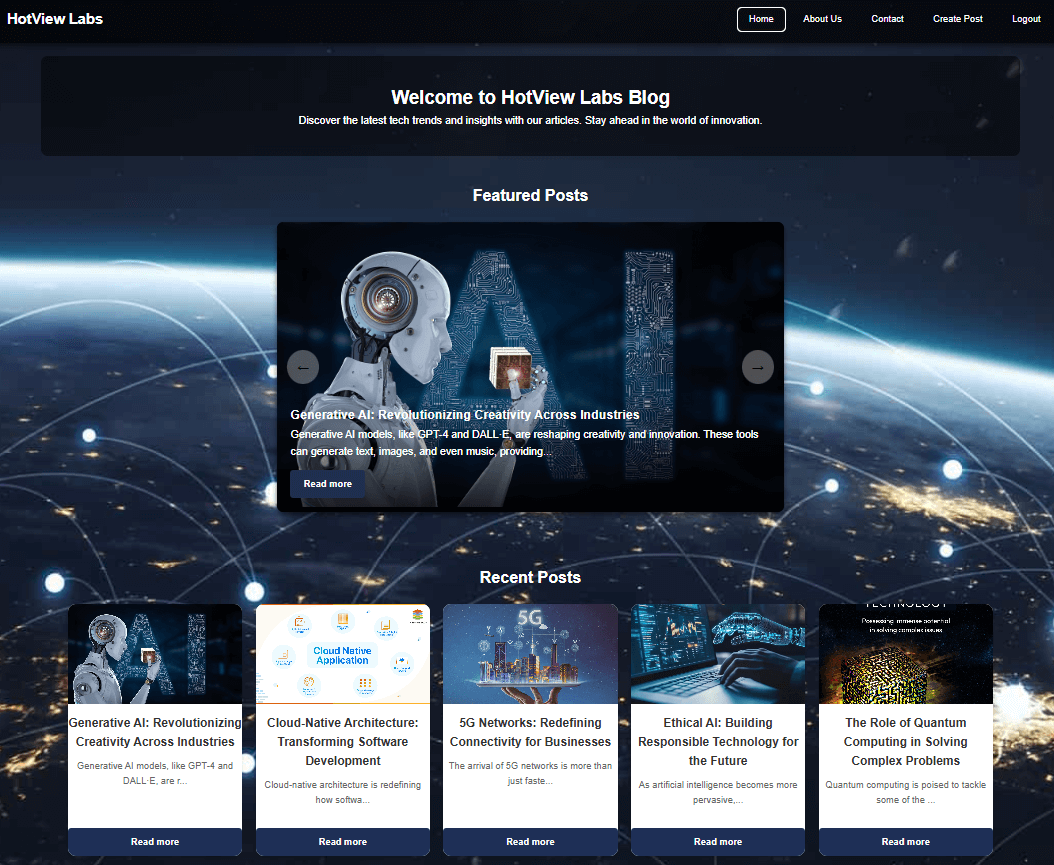 HotView Labs
Home
About Us
Contact
Create Post
Logout
Welcome to HotView Labs Blog
Discover the latest tech trends and insights with our articles. Stay ahead in the world of innovation.
Featured Posts
AI
←
→
Generative AI: Revolutionizing Creativity Across Industries
Generative AI models, like GPT-4 and DALL·E, are reshaping creativity and innovation. These tools
can generate text, images, and even music, providing...
Read more
Recent Posts
AI
Generative AI: Revolutionizing
Creativity Across Industries
Generative AI models, like GPT-4 and
DALL·E, are r...
Read more
Cloud Native
Application
Cloud-Native Architecture:
Transforming Software
Development
Cloud-native architecture is redefining
how softwa...
Read more
5G
5G Networks: Redefining
Connectivity for Businesses
The arrival of 5G networks is more than
just faste...
Read more
Ethical AI: Building
Responsible Technology for
the Future
As artificial intelligence becomes more
pervasive,...
Read more
TECHNOLOGY
Possessing immense potential
in solving complex issues
The Role of Quantum
Computing in Solving
Complex Problems
Quantum computing is poised to tackle
some of the ...
Read more